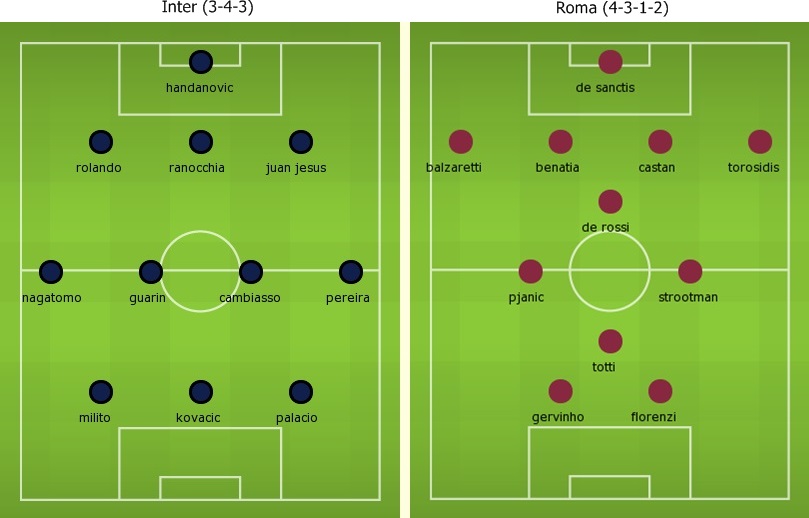 Inter (3-4-3)
handanovic
rolando ranocchia juan jesus
nagatomo guarin cambiasso pereira
milito kovacic palacio
Roma (4-3-1-2)
de sanctis
balzaretti benatia castan torosidis
de rossi
pjanic strootman
totti
gervinho florenzi